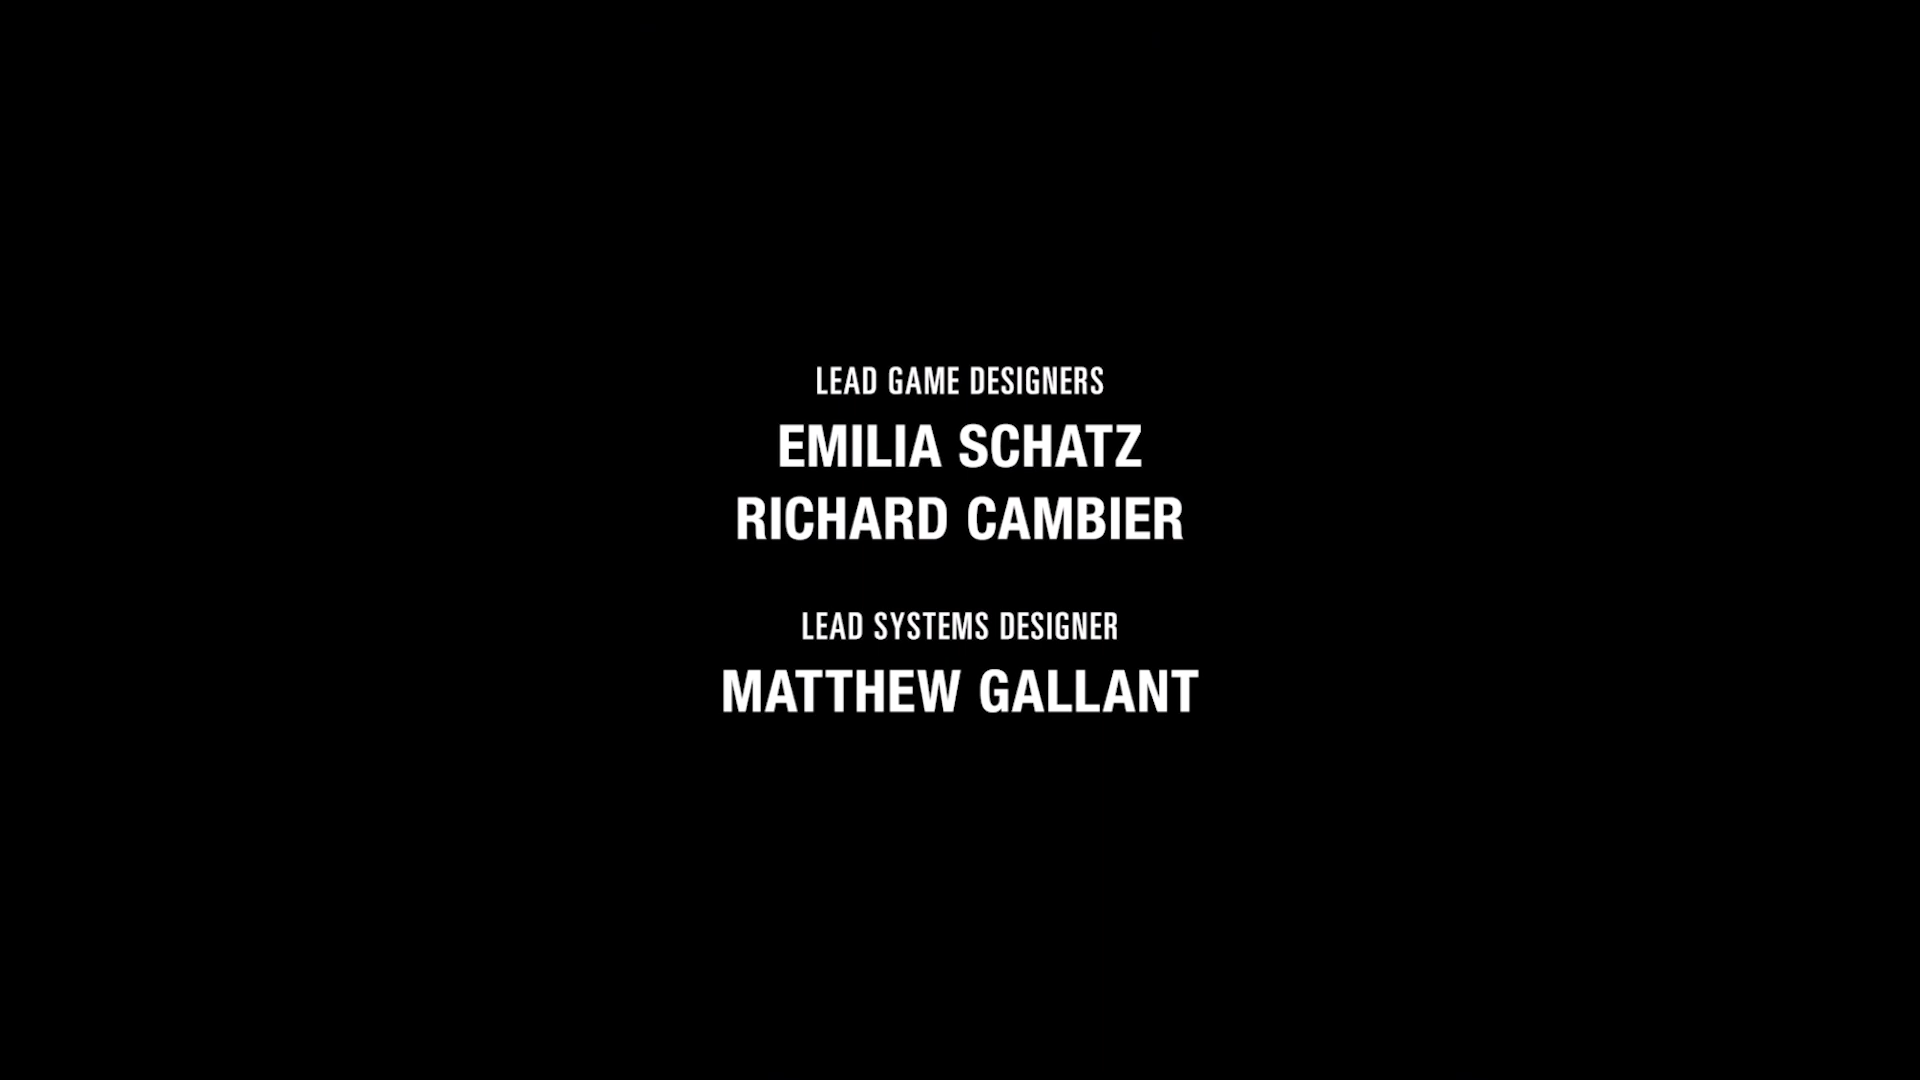 LEAD GAME DESIGNERS
EMILIA SCHATZ
RICHARD CAMBIER
LEAD SYSTEMS DESIGNER
MATTHEW GALLANT